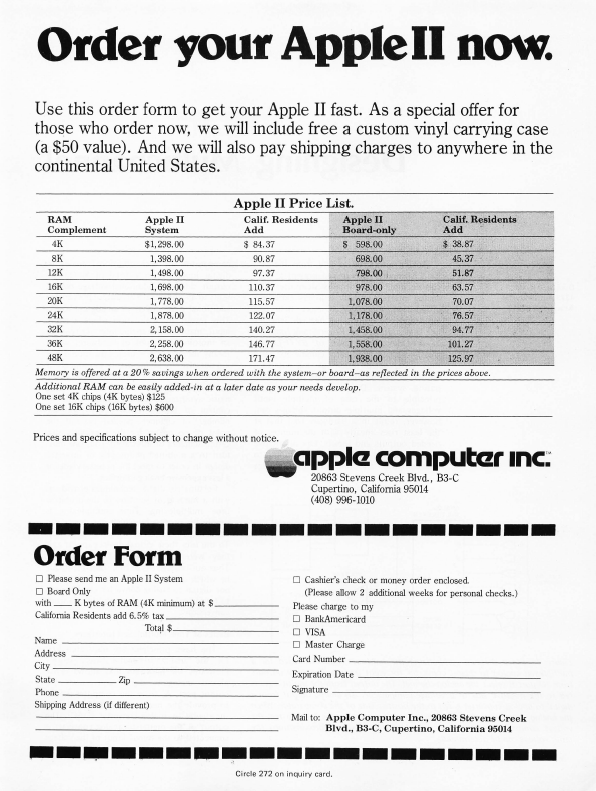 Order your Apple II now.
Use this order form to get your Apple II fast. As a special offer for
those who order now, we will include free a custom vinyl carrying case
(a $50 value). And we will also pay shipping charges to anywhere in the
continental United States.
Apple II Price List.
RAM Complement Apple II System Calif. Residents Add Apple II Board-only Calif. Residents Add
4K $1,298.00 $ 84.37 $ 598.00 $ 38.87
8K 1,398.00 90.87 698.00 45.37
12K 1,498.00 97.37 798.00 51.87
16K 1,698.00 110.37 978.00 63.57
20K 1,778.00 115.57 1,078.00 70.07
24K 1,878.00 122.07 1,178.00 76.57
32K 2,158.00 140.27 1,458.00 94.77
36K 2,258.00 146.77 1,558.00 101.27
48K 2,638.00 171.47 1,938.00 125.97
Memory is offered at a 20% savings when ordered with the system–or board–as reflected in the prices above.
Additional RAM can be easily added-in at a later date as your needs develop.
One set 4K chips (4K bytes) $125
One set 16K chips (16K bytes) $600
Prices and specifications subject to change without notice.
apple computer inc.™
20863 Stevens Creek Blvd., B3-C
Cupertino, California 95014
(408) 996-1010
Order Form
☐ Please send me an Apple II System
☐ Board Only
with ____ K bytes of RAM (4K minimum) at $____
California Residents add 6.5% tax____
Total $____
Name ____
Address ____
City ____
State ____ Zip ____
Phone ____
Shipping Address (if different)
☐ Cashier's check or money order enclosed.
(Please allow 2 additional weeks for personal checks.)
Please charge to my
☐ BankAmericard
☐ VISA
☐ Master Charge
Card Number ____
Expiration Date ____
Signature ____
Mail to: Apple Computer Inc., 20863 Stevens Creek
Blvd., B3-C, Cupertino, California 95014
Circle 272 on inquiry card.